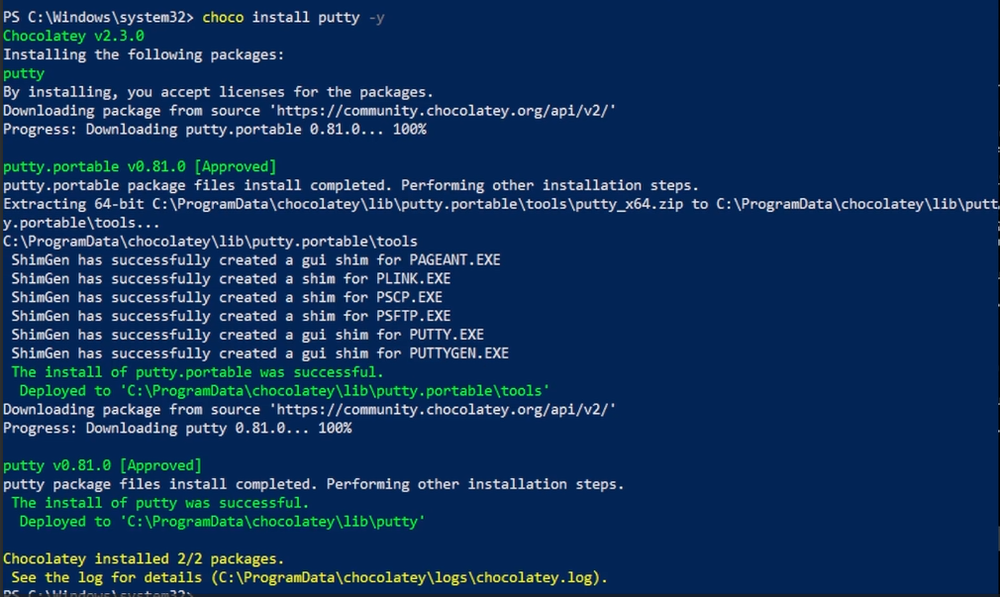 PS C:\Windows\system32> choco install putty -y
Chocolatey v2.3.0
Installing the following packages:
putty
By installing, you accept licenses for the packages.
Downloading package from source 'https://community.chocolatey.org/api/v2/'
Progress: Downloading putty.portable 0.81.0... 100%
putty.portable v0.81.0 [Approved]
putty.portable package files install completed. Performing other installation steps.
Extracting 64-bit C:\ProgramData\chocolatey\lib\putty.portable\tools\putty_x64.zip to C:\ProgramData\chocolatey\lib\putt
y.portable\tools...
C:\ProgramData\chocolatey\lib\putty.portable\tools
ShimGen has successfully created a gui shim for PAGEANT.EXE
ShimGen has successfully created a shim for PLINK.EXE
ShimGen has successfully created a shim for PSCP.EXE
ShimGen has successfully created a shim for PSFTP.EXE
ShimGen has successfully created a gui shim for PUTTY.EXE
ShimGen has successfully created a gui shim for PUTTYGEN.EXE
The install of putty.portable was successful.
Deployed to 'C:\ProgramData\chocolatey\lib\putty.portable\tools'
Downloading package from source 'https://community.chocolatey.org/api/v2/'
Progress: Downloading putty 0.81.0... 100%
putty v0.81.0 [Approved]
putty package files install completed. Performing other installation steps.
The install of putty was successful.
Deployed to 'C:\ProgramData\chocolatey\lib\putty'
Chocolatey installed 2/2 packages.
See the log for details (C:\ProgramData\chocolatey\logs\chocolatey.log).
PS C:\Windows\system32>